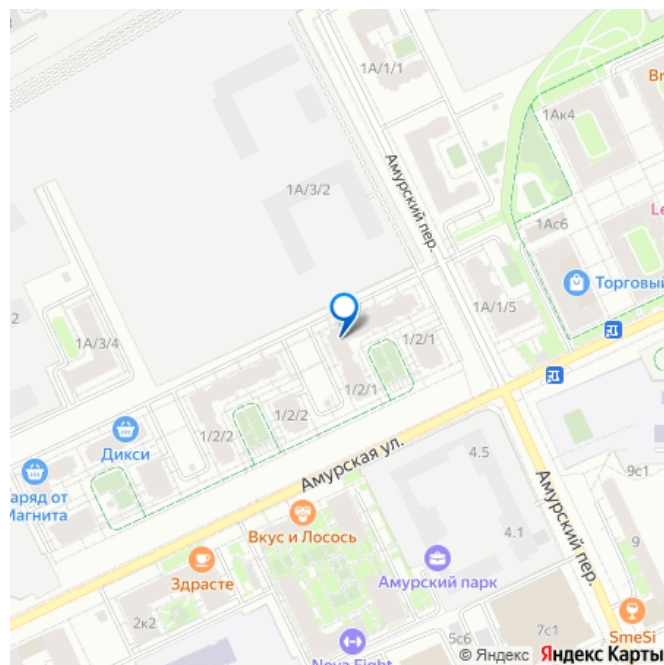 1А/1/1
Br
1Ак4
Амурский пер.
1А/3/2
1Ас6
Le
Торговый
1А/1/5
2
1А/3/4
1/2/1
1/2/1
1/2/2
1/2/2
Дикси
Амурская ул.
4.5
9с1
аряд от
Магнита
Вкус и Лосось
4.1
Амурский пер.
9
Здрасте
Амурский парк
2к2
SmeSi
5с6
7с1
Nova Fight
© Яндекс Яндекс Карты